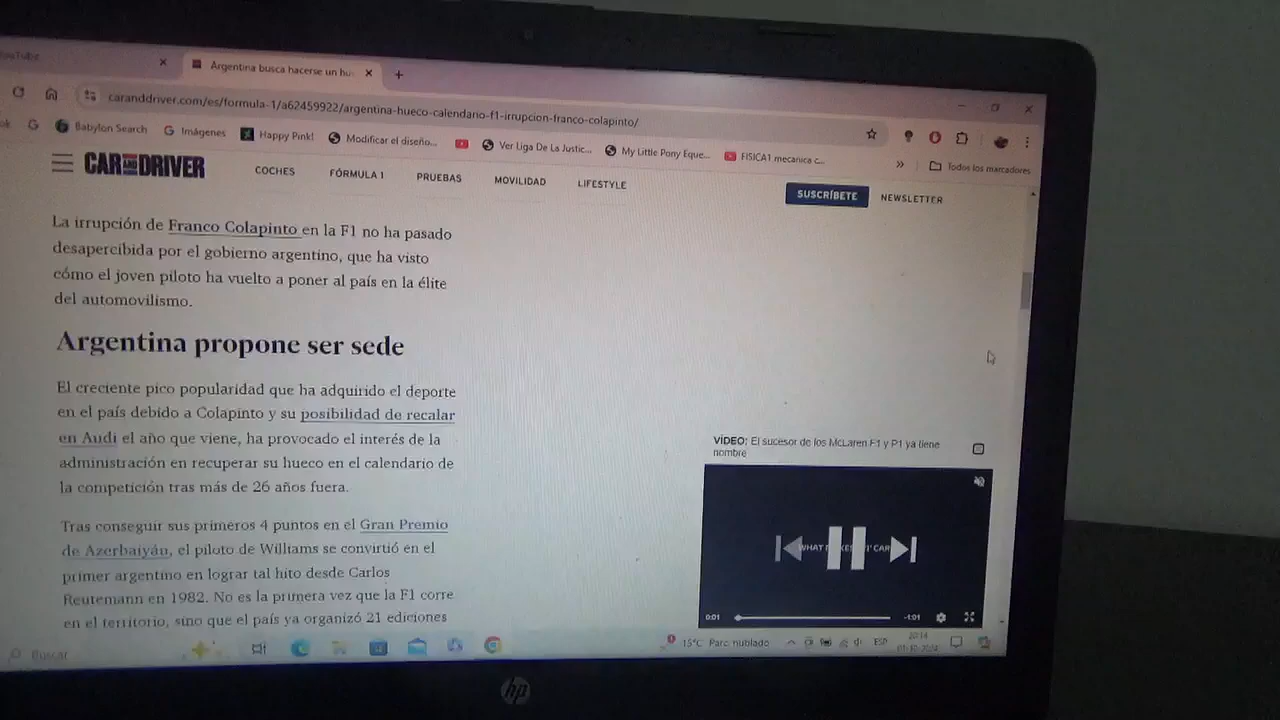 YouTube
Argentina busca hacerse un hu
caranddriver.com/es/formula-1/a62459922/argentina-hueco-calendario-f1-irrupcion-franco-colapinto/
ok
Babylon Search
Imágenes
Happy Pink!
Modificar el diseño...
Ver Liga De La Justic...
My Little Pony Eque...
FISICA1 mecanica c...
»
Todos los marcadores
CAR AND DRIVER
COCHES
FÓRMULA 1
PRUEBAS
MOVILIDAD
LIFESTYLE
SUSCRÍBETE
NEWSLETTER
La irrupción de Franco Colapinto en la F1 no ha pasado
desapercibida por el gobierno argentino, que ha visto
cómo el joven piloto ha vuelto a poner al país en la élite
del automovilismo.
Argentina propone ser sede
El creciente pico popularidad que ha adquirido el deporte
en el país debido a Colapinto y su posibilidad de recalar
en Audi el año que viene, ha provocado el interés de la
administración en recuperar su hueco en el calendario de
la competición tras más de 26 años fuera.
Tras conseguir sus primeros 4 puntos en el Gran Premio
de Azerbaiyán, el piloto de Williams se convirtió en el
primer argentino en lograr tal hito desde Carlos
Reutemann en 1982. No es la primera vez que la F1 corre
en el territorio, sino que el país ya organizó 21 ediciones
VÍDEO: El sucesor de los McLaren F1 y P1 ya tiene
nombre
WHAT CAR
0:01
-1:01
Buscar
15°C Parc. nublado
ESP
20:14
hp